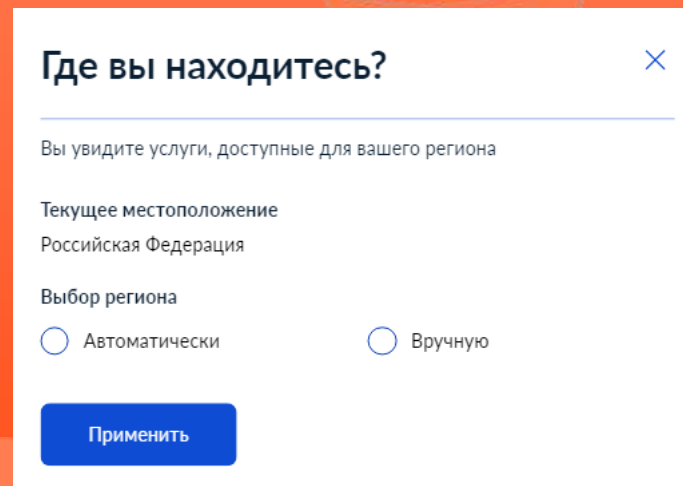 Где вы находитесь?
Вы увидите услуги, доступные для вашего региона
Текущее местоположение
Российская Федерация
Выбор региона
Автоматически
Вручную
Применить